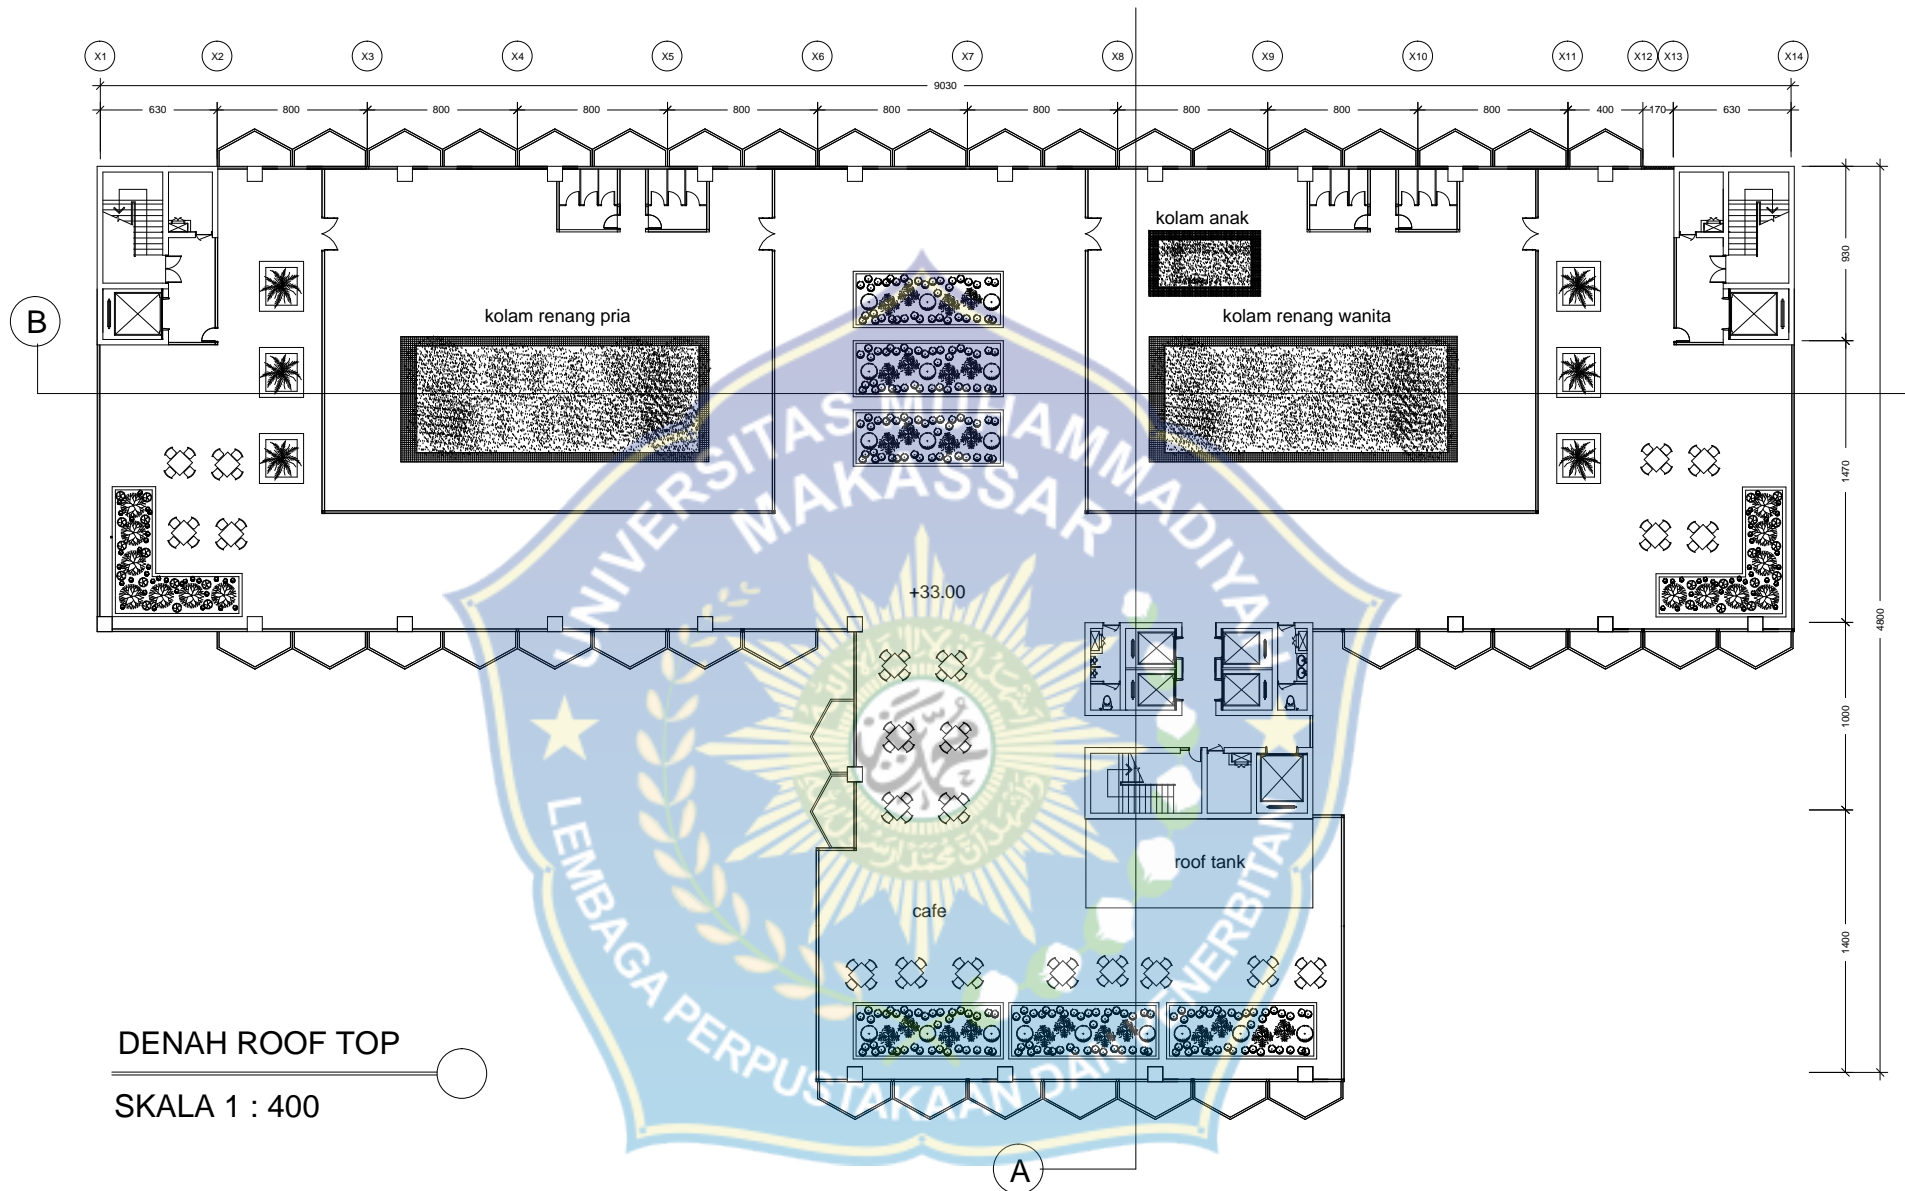 X1 X2 X3 X4 X5 X6 X7 X8 X9 X10 X11 X12 X13 X14
9030
630 800 800 800 800 800 800 800 800 800 400 170 630
kolam anak
kolam renang pria
kolam renang wanita
930
B
UNIVERSITAS MUHAMMADIYAH
MAKASSAR
1470
+33.00
4800
1000
roof tank
cafe
1400
LEMBAGA PERPUSTAKAAN DAN PENERBITAN
DENAH ROOF TOP
SKALA 1 : 400
A